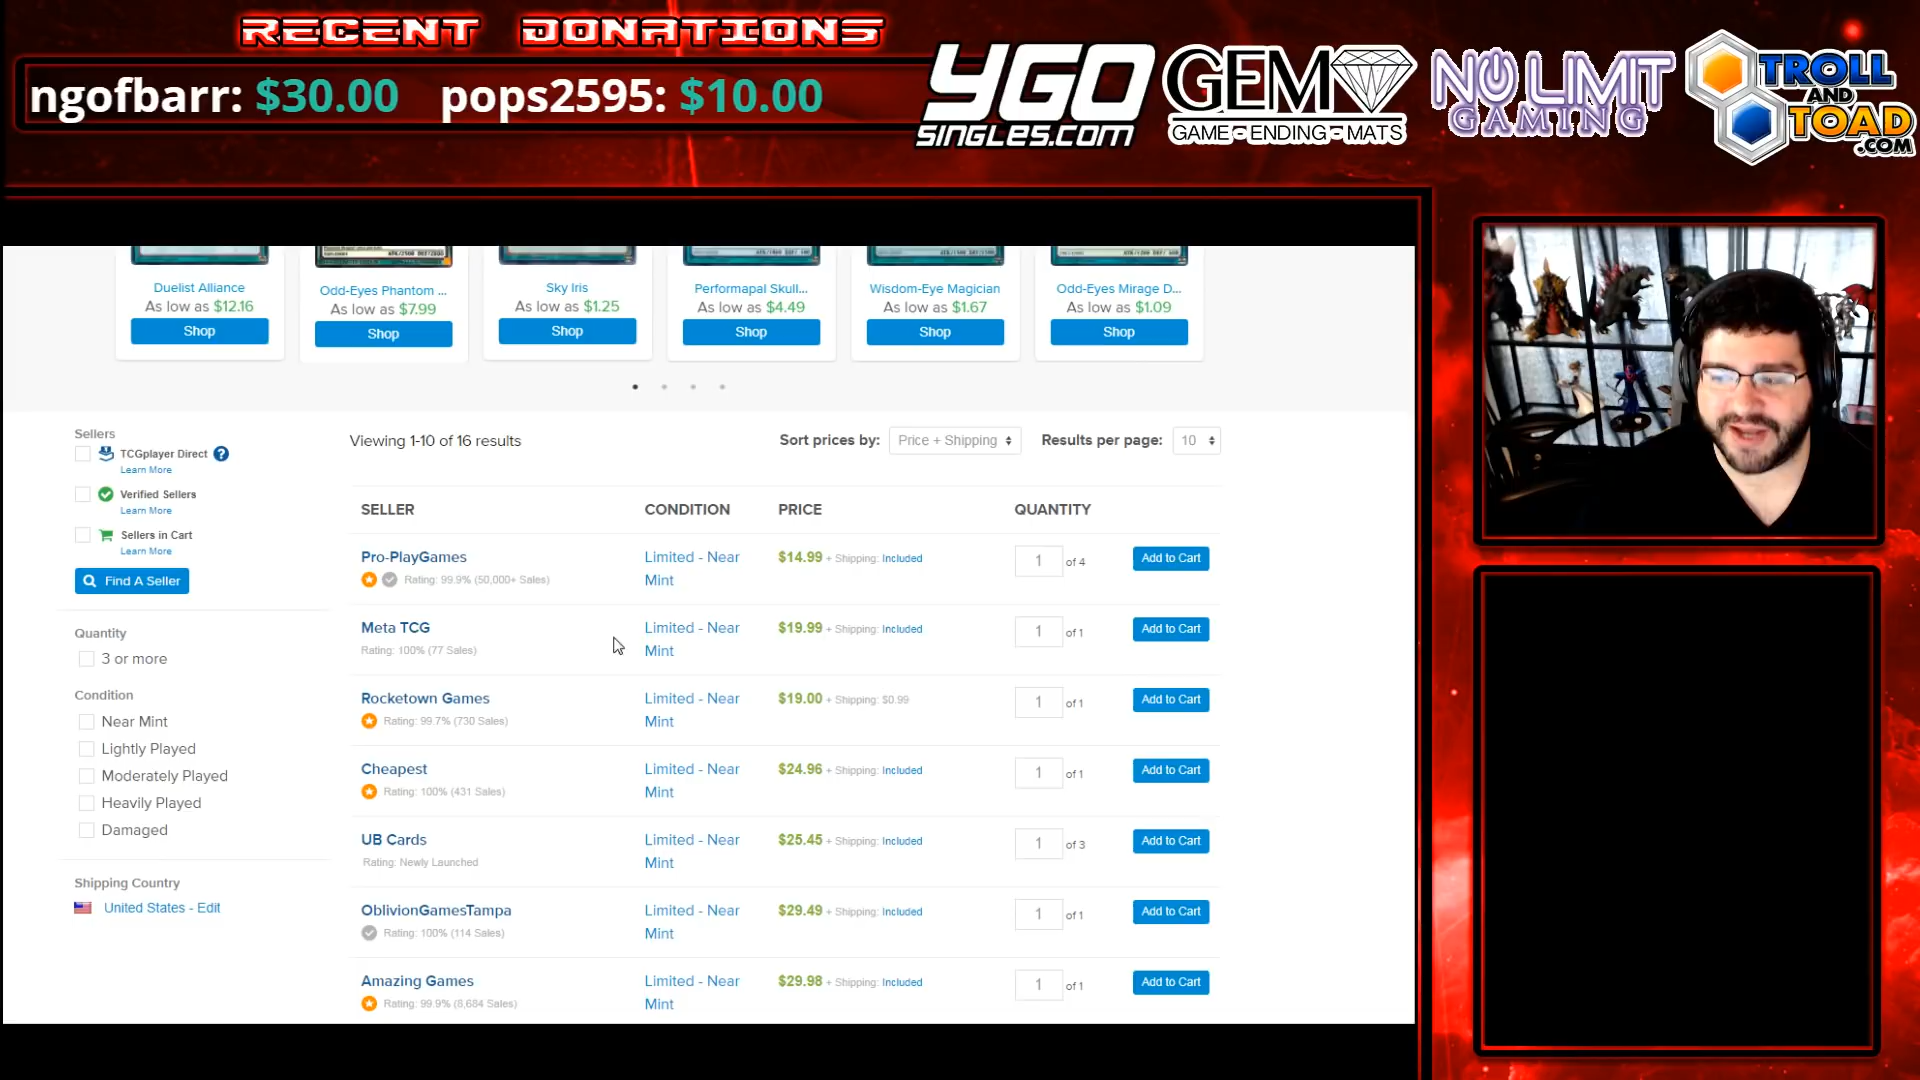 RECENT DONATIONS
ngofbarr: $30.00 pops2595: $10.00
YGO
SINGLES.COM
GEM
GAME-ENDING-MATS
NO LIMIT
GAMING
TROLL
AND
TOAD
.COM
Duelist Alliance
As low as $12.16
Shop
Odd-Eyes Phantom ...
As low as $7.99
Shop
Sky Iris
As low as $1.25
Shop
Performapal Skull...
As low as $4.49
Shop
Wisdom-Eye Magician
As low as $1.67
Shop
Odd-Eyes Mirage D...
As low as $1.09
Shop
Sellers
TCGplayer Direct ?
Learn More
Verified Sellers
Learn More
Sellers in Cart
Learn More
Find A Seller
Quantity
3 or more
Condition
Near Mint
Lightly Played
Moderately Played
Heavily Played
Damaged
Shipping Country
United States - Edit
Viewing 1-10 of 16 results
Sort prices by: Price + Shipping
Results per page: 10
SELLER CONDITION PRICE QUANTITY
Pro-PlayGames
Rating: 99.9% (50,000+ Sales)
Limited - Near
Mint
$14.99 + Shipping: Included
1 of 4
Add to Cart
Meta TCG
Rating: 100% (77 Sales)
Limited - Near
Mint
$19.99 + Shipping: Included
1 of 1
Add to Cart
Rocketown Games
Rating: 99.7% (730 Sales)
Limited - Near
Mint
$19.00 + Shipping: $0.99
1 of 1
Add to Cart
Cheapest
Rating: 100% (431 Sales)
Limited - Near
Mint
$24.96 + Shipping: Included
1 of 1
Add to Cart
UB Cards
Rating: Newly Launched
Limited - Near
Mint
$25.45 + Shipping: Included
1 of 3
Add to Cart
OblivionGamesTampa
Rating: 100% (114 Sales)
Limited - Near
Mint
$29.49 + Shipping: Included
1 of 1
Add to Cart
Amazing Games
Rating: 99.9% (8,684 Sales)
Limited - Near
Mint
$29.98 + Shipping: Included
1 of 1
Add to Cart